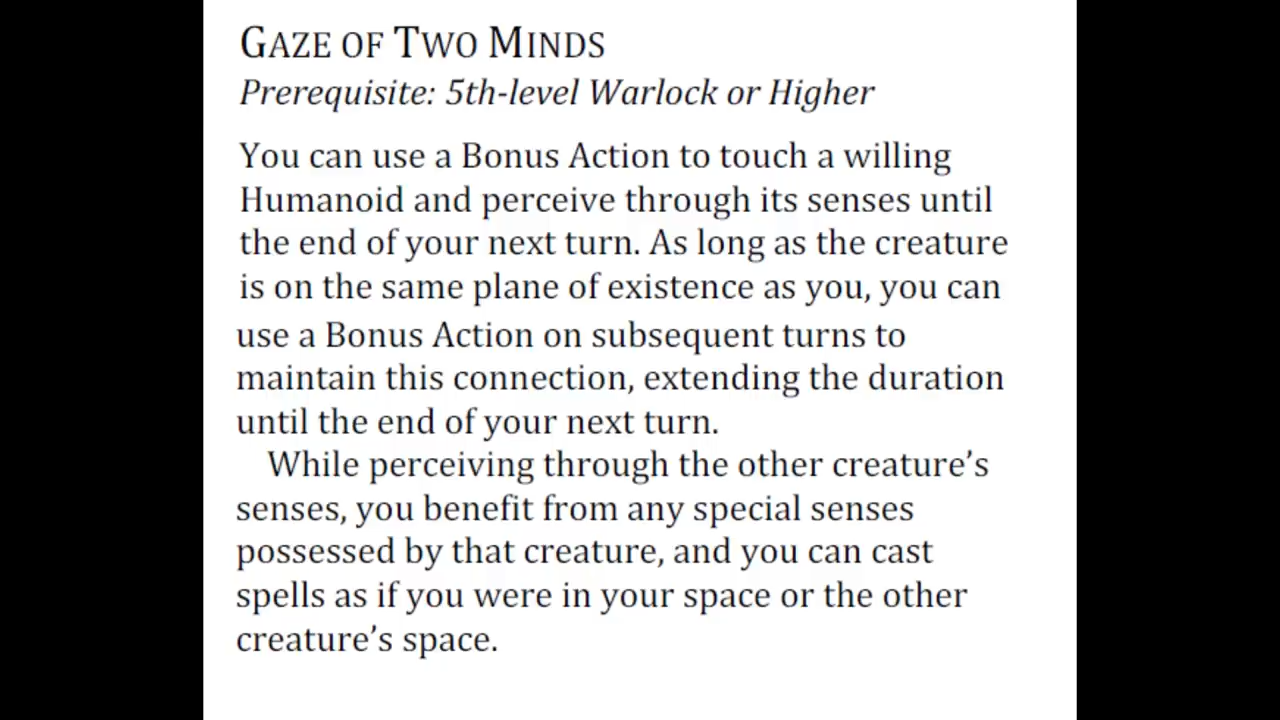 GAZE OF TWO MINDS
Prerequisite: 5th-level Warlock or Higher
You can use a Bonus Action to touch a willing
Humanoid and perceive through its senses until
the end of your next turn. As long as the creature
is on the same plane of existence as you, you can
use a Bonus Action on subsequent turns to
maintain this connection, extending the duration
until the end of your next turn.
While perceiving through the other creature’s
senses, you benefit from any special senses
possessed by that creature, and you can cast
spells as if you were in your space or the other
creature’s space.